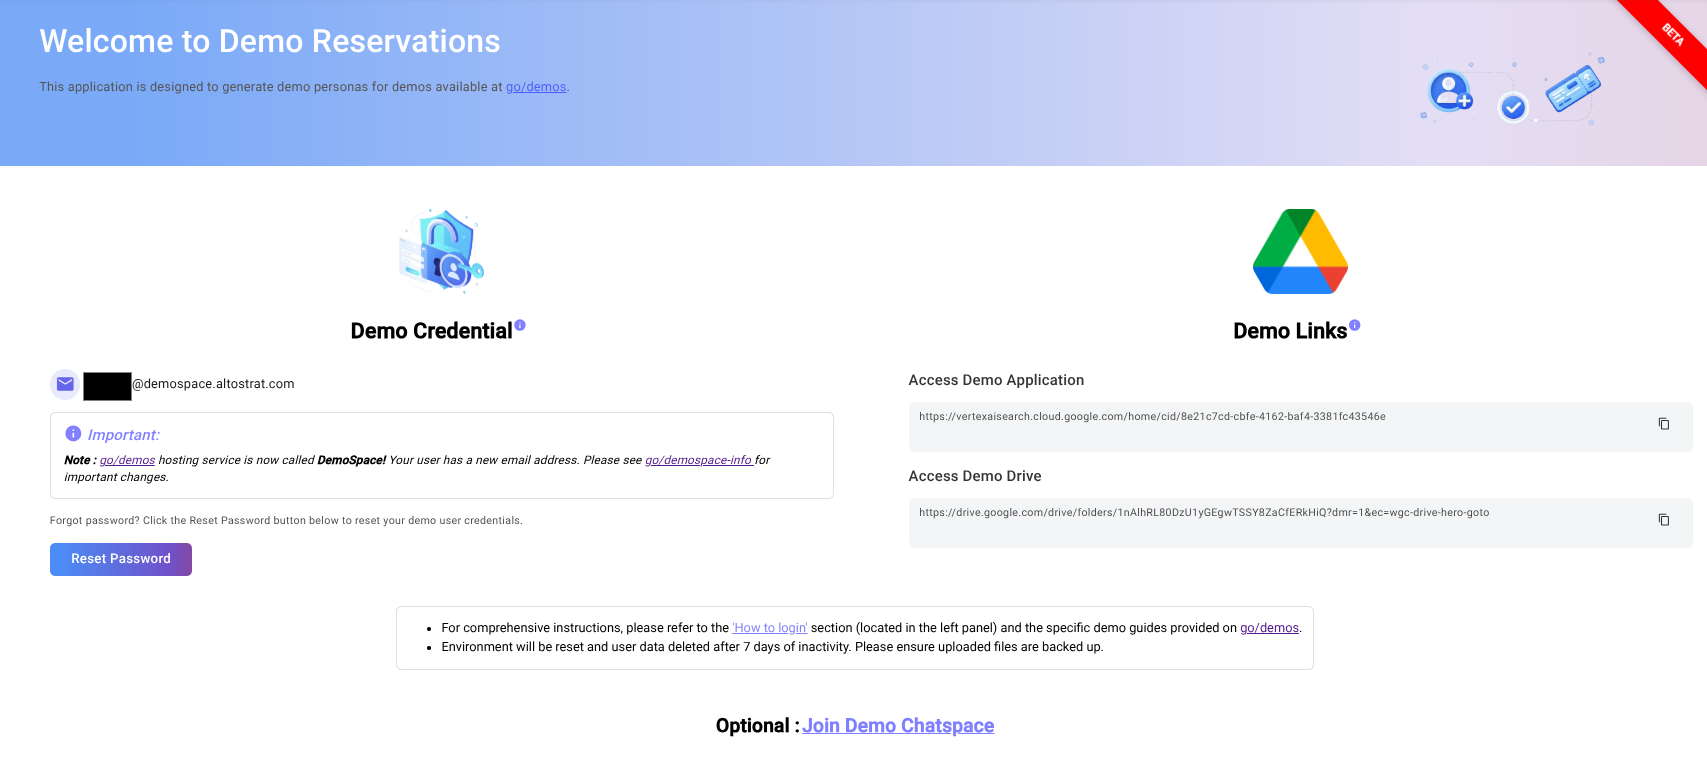 Welcome to Demo Reservations
BETA
This application is designed to generate demo personas for demos available at go/demos.
Demo Credential
@demospace.altostrat.com
Important:
Note : go/demos hosting service is now called DemoSpace! Your user has a new email address. Please see go/demospace-info for
important changes.
Forgot password? Click the Reset Password button below to reset your demo user credentials.
Reset Password
Demo Links
Access Demo Application
https://vertexaisearch.cloud.google.com/home/cid/8e21c7cd-cbfe-4162-baf4-3381fc43546e
Access Demo Drive
https://drive.google.com/drive/folders/1nAlhRL80DzU1yGEgwTSSY8ZaCfERkHiQ?dmr=1&ec=wgc-drive-hero-goto
For comprehensive instructions, please refer to the 'How to login' section (located in the left panel) and the specific demo guides provided on go/demos.
Environment will be reset and user data deleted after 7 days of inactivity. Please ensure uploaded files are backed up.
Optional : Join Demo Chatspace